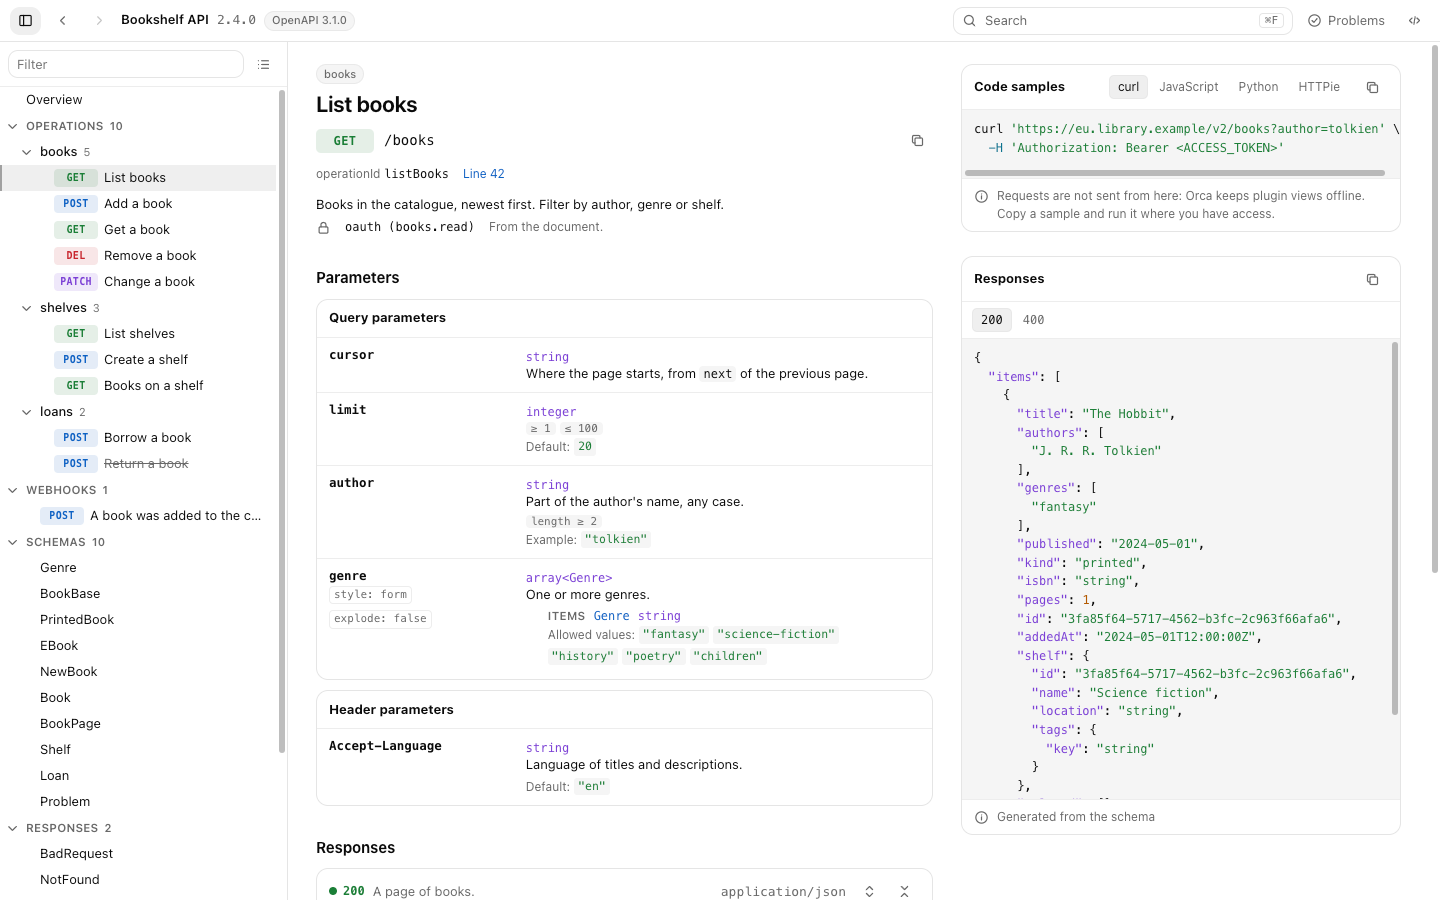 Bookshelf API 2.4.0 OpenAPI 3.1.0
Search ⌘F
Problems
Filter
Overview
OPERATIONS 10
books 5
GET List books
POST Add a book
GET Get a book
DEL Remove a book
PATCH Change a book
shelves 3
GET List shelves
POST Create a shelf
GET Books on a shelf
loans 2
POST Borrow a book
POST Return a book
WEBHOOKS 1
POST A book was added to the c...
SCHEMAS 10
Genre
BookBase
PrintedBook
EBook
NewBook
Book
BookPage
Shelf
Loan
Problem
RESPONSES 2
BadRequest
NotFound
books
List books
GET /books
operationId listBooks Line 42
Books in the catalogue, newest first. Filter by author, genre or shelf.
oauth (books.read) From the document.
Parameters
Query parameters
cursor
string
Where the page starts, from next of the previous page.
limit
integer
≥ 1 ≤ 100
Default: 20
author
string
Part of the author's name, any case.
length ≥ 2
Example: "tolkien"
genre
style: form
explode: false
array<Genre>
One or more genres.
ITEMS Genre string
Allowed values: "fantasy" "science-fiction"
"history" "poetry" "children"
Header parameters
Accept-Language
string
Language of titles and descriptions.
Default: "en"
Responses
200 A page of books. application/json
Code samples curl JavaScript Python HTTPie
curl 'https://eu.library.example/v2/books?author=tolkien' \
-H 'Authorization: Bearer <ACCESS_TOKEN>'
Requests are not sent from here: Orca keeps plugin views offline.
Copy a sample and run it where you have access.
Responses
200 400
{
"items": [
{
"title": "The Hobbit",
"authors": [
"J. R. R. Tolkien"
],
"genres": [
"fantasy"
],
"published": "2024-05-01",
"kind": "printed",
"isbn": "string",
"pages": 1,
"id": "3fa85f64-5717-4562-b3fc-2c963f66afa6",
"addedAt": "2024-05-01T12:00:00Z",
"shelf": {
"id": "3fa85f64-5717-4562-b3fc-2c963f66afa6",
"name": "Science fiction",
"location": "string",
"tags": {
"key": "string"
}
},
Generated from the schema